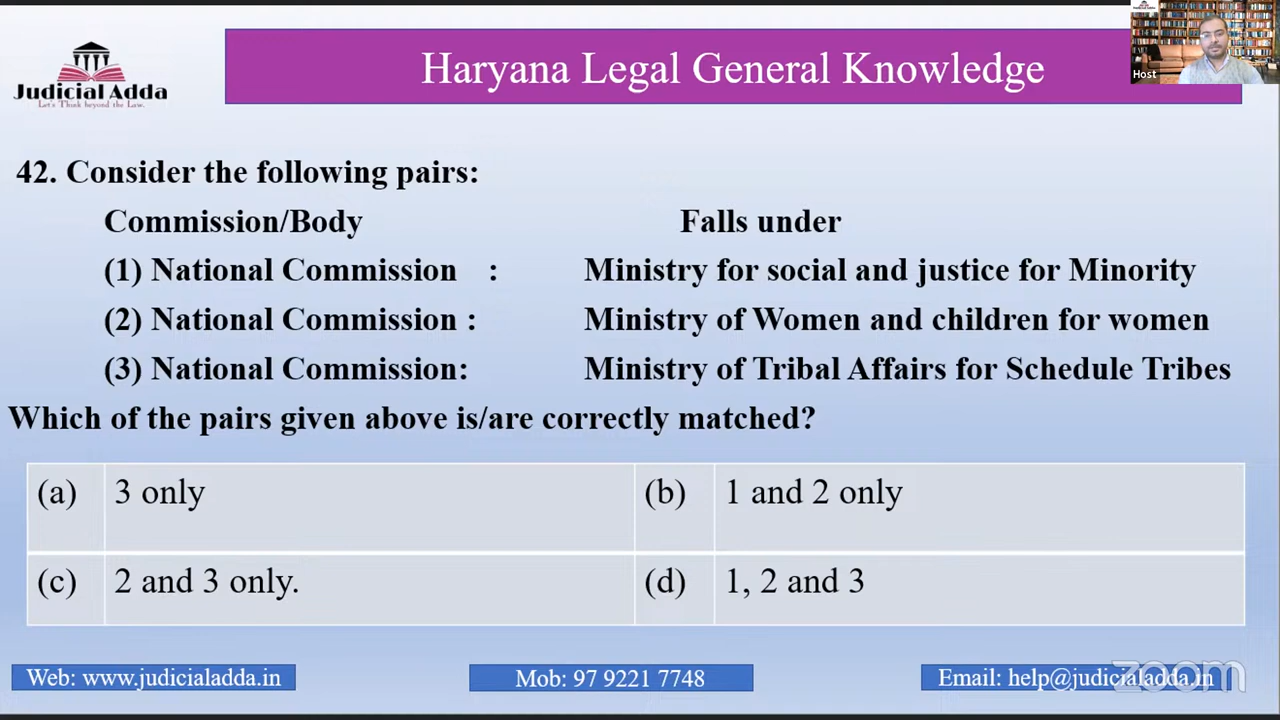 Judicial Adda
Let's Think beyond the Law.
Haryana Legal General Knowledge
Judicial Adda
Host
42. Consider the following pairs:
Commission/Body Falls under
(1) National Commission : Ministry for social and justice for Minority
(2) National Commission : Ministry of Women and children for women
(3) National Commission: Ministry of Tribal Affairs for Schedule Tribes
Which of the pairs given above is/are correctly matched?
(a) 3 only (b) 1 and 2 only
(c) 2 and 3 only. (d) 1, 2 and 3
Web: www.judicialadda.in Mob: 97 9221 7748 Email: help@judicialadda.in
zoom